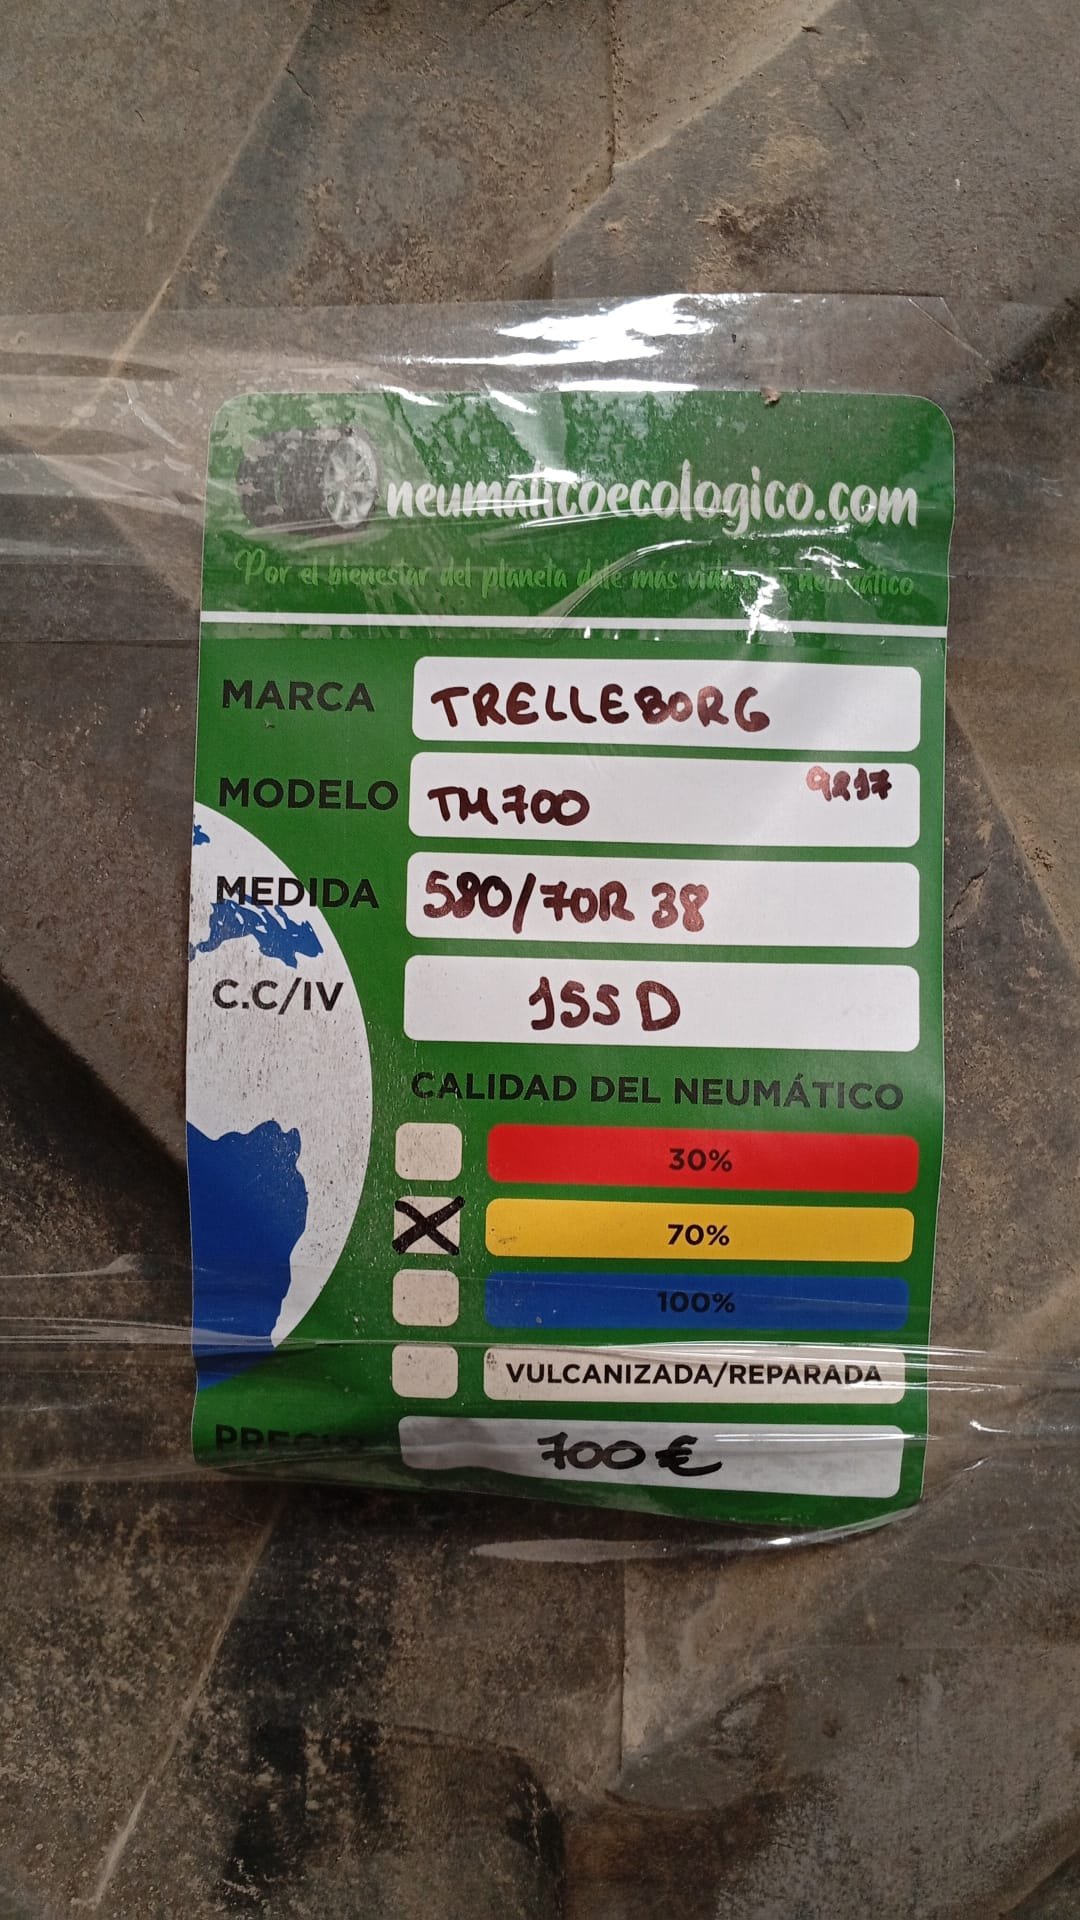 neumaticoecologico.com
Por el bienestar del planeta dale más vida a tu neumático
MARCA TRELLEBORG
MODELO TM700 9217
MEDIDA 580/70R 38
C.C/IV 155 D
CALIDAD DEL NEUMÁTICO
30%
X 70%
100%
VULCANIZADA/REPARADA
PRECIO 700 €